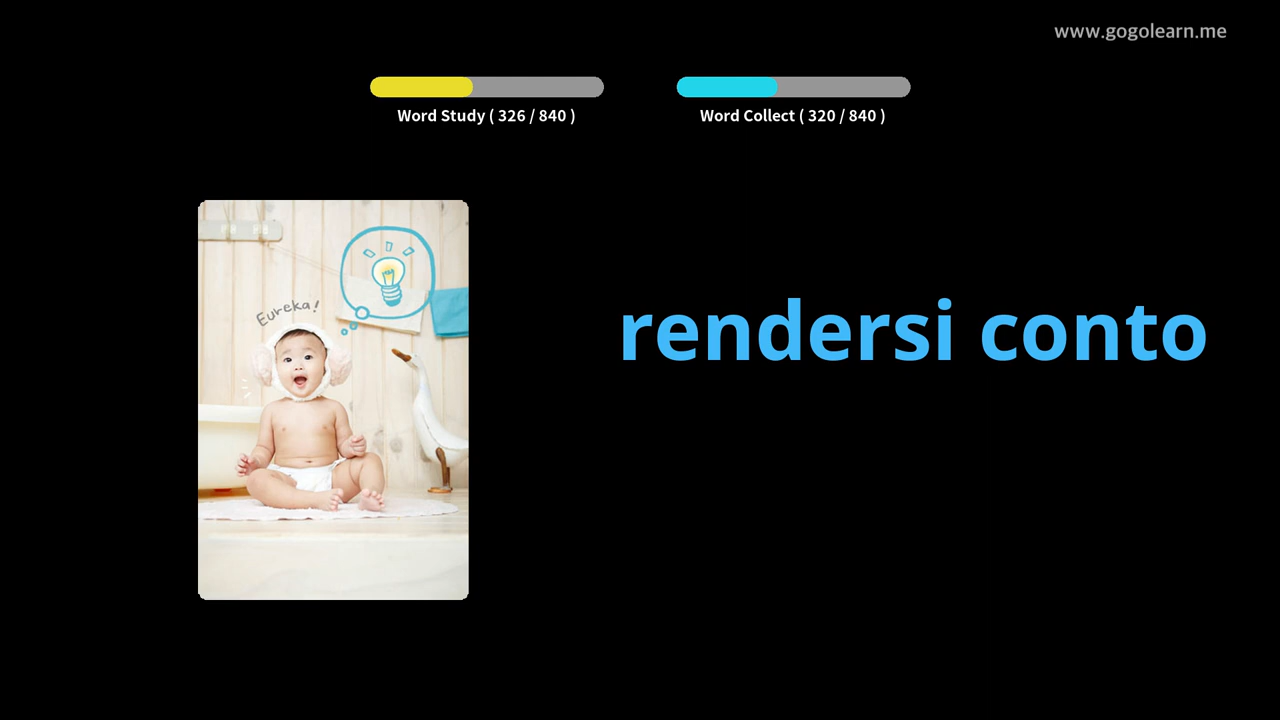 www.gogolearn.me
Word Study ( 326 / 840 )
Word Collect ( 320 / 840 )
Eureka!
rendersi conto